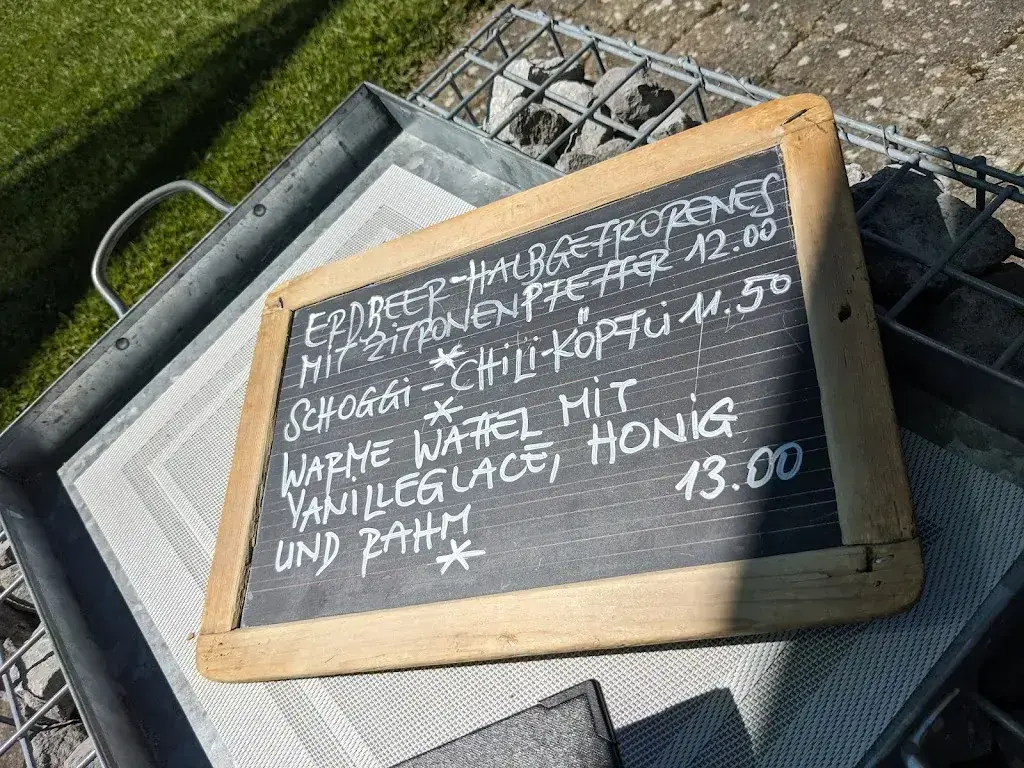 ERDBEER-HALBGEFRORENES
MIT ZITRONENPFEFFER 12.00
*
SCHOGGI-CHILI-KÖPFLI 11.50
*
WARME WAFFEL MIT
VANILLEGLACE, HONIG
UND RAHM 13.00
*